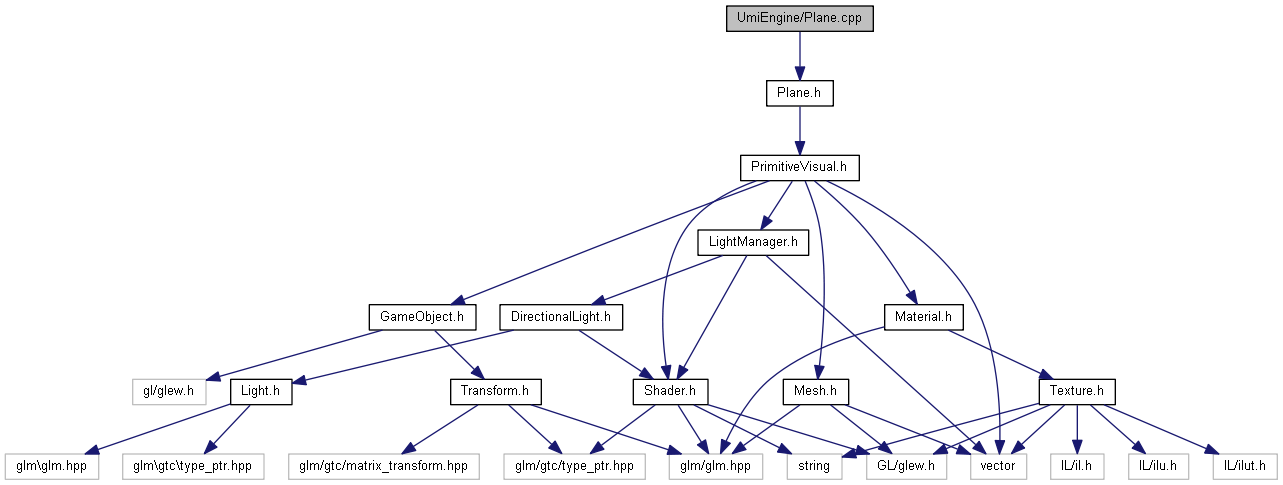 UmiEngine/Plane.cpp
Plane.h
PrimitiveVisual.h
LightManager.h
GameObject.h
DirectionalLight.h
Material.h
gl/glew.h
Light.h
Transform.h
Shader.h
Mesh.h
Texture.h
glm\glm.hpp
glm\gtc\type_ptr.hpp
glm/gtc/matrix_transform.hpp
glm/gtc/type_ptr.hpp
glm/glm.hpp
string
GL/glew.h
vector
IL/il.h
IL/ilu.h
IL/ilut.h